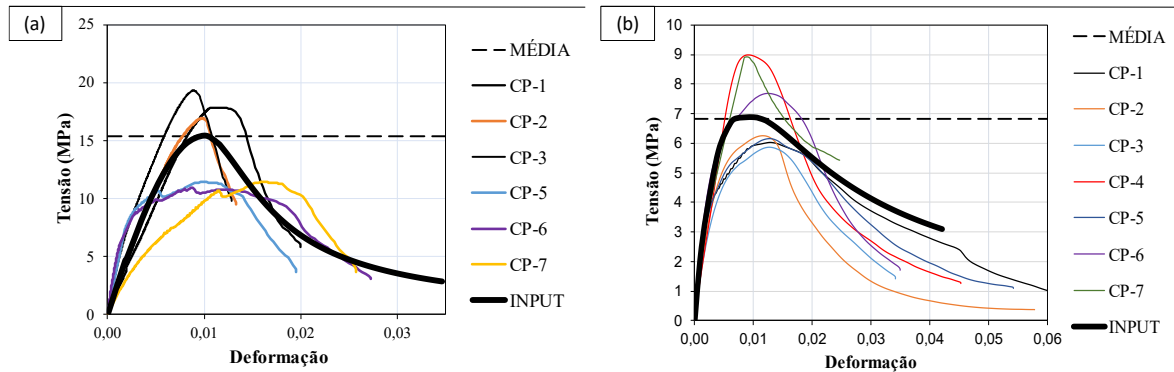 (a)
25
20
15
10
5
0
0,00
0,01
0,02
0,03
Tensão (MPa)
Deformação
MÉDIA
CP-1
CP-2
CP-3
CP-5
CP-6
CP-7
INPUT
(b)
10
9
8
7
6
5
4
3
2
1
0
0,00
0,01
0,02
0,03
0,04
0,05
0,06
Tensão (MPa)
Deformação
MÉDIA
CP-1
CP-2
CP-3
CP-4
CP-5
CP-6
CP-7
INPUT